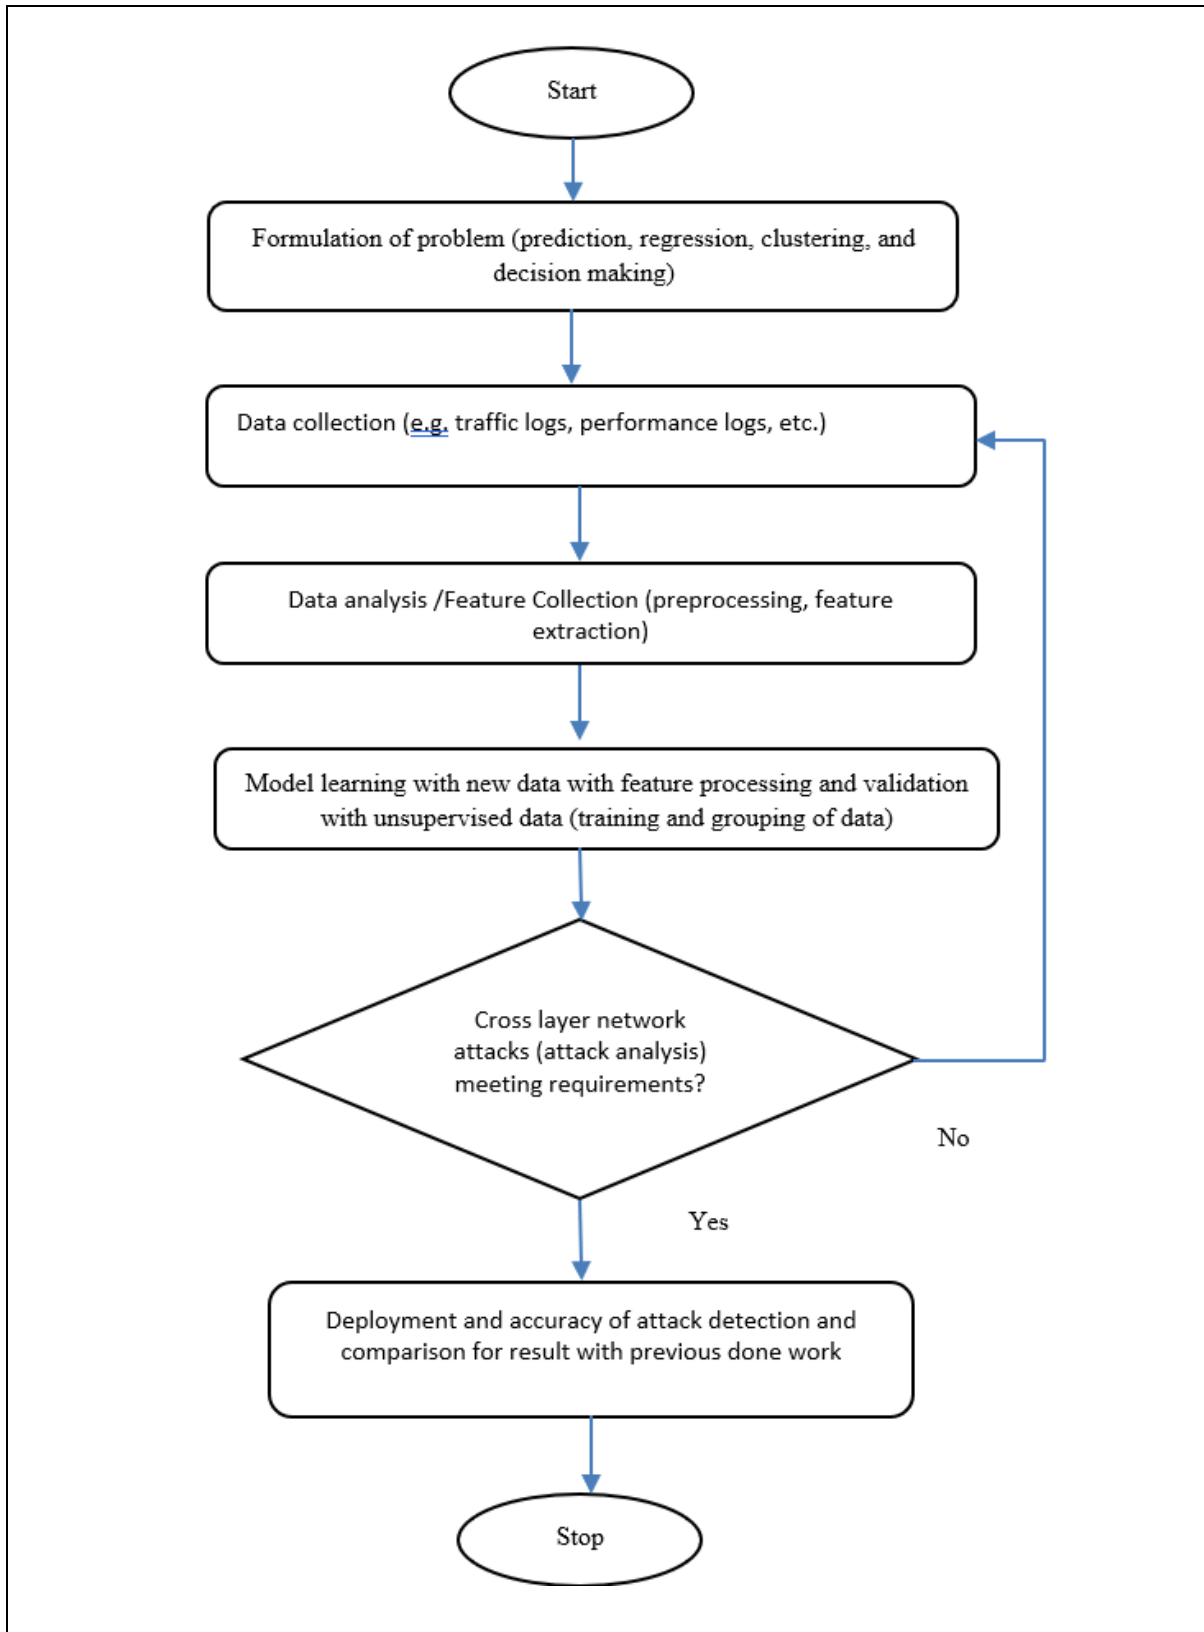 Start
Formulation of problem (prediction, regression, clustering, and
decision making)
Data collection (e.g. traffic logs, performance logs, etc.)
Data analysis /Feature Collection (preprocessing, feature
extraction)
Model learning with new data with feature processing and validation
with unsupervised data (training and grouping of data)
Cross layer network
attacks (attack analysis)
meeting requirements?
No
Yes
Deployment and accuracy of attack detection and
comparison for result with previous done work
Stop